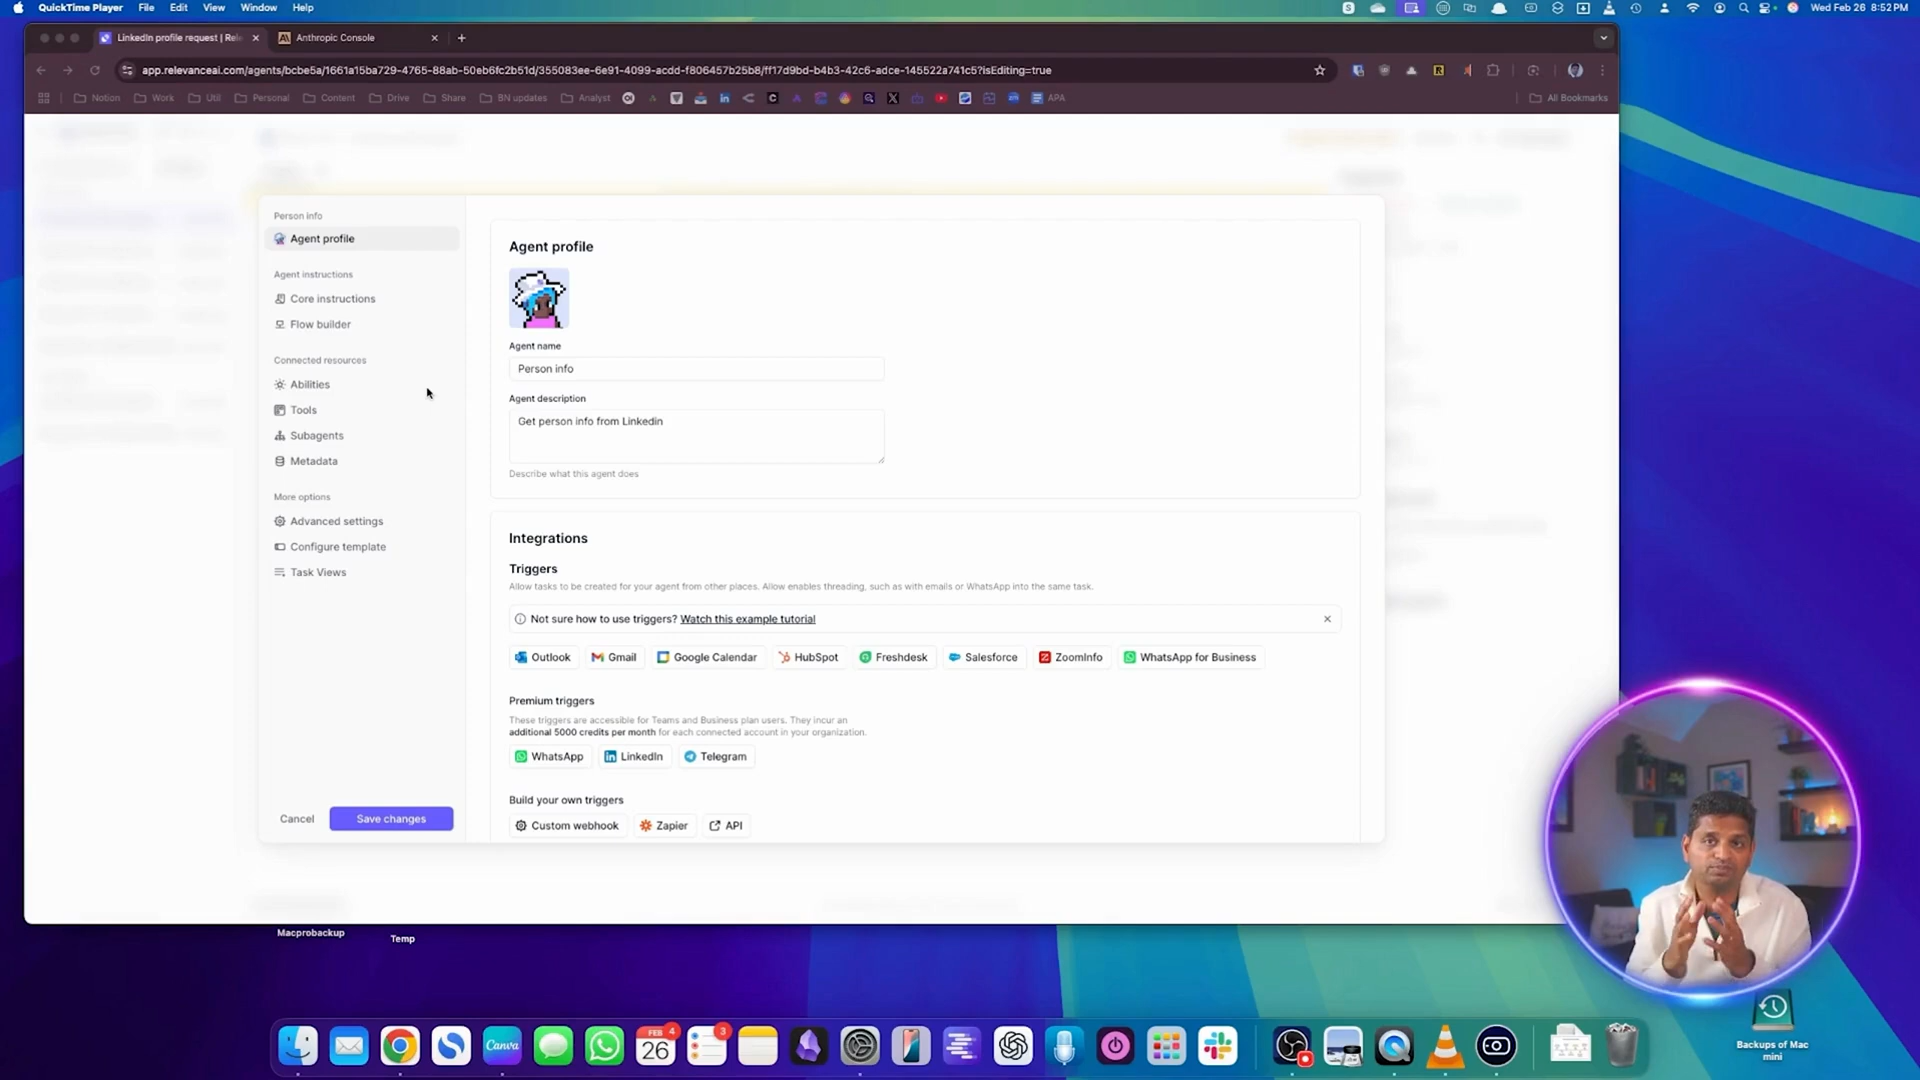 QuickTime Player File Edit View Window Help
Wed Feb 26 8:52 PM
LinkedIn profile request | Rele
Anthropic Console
app.relevanceai.com/agents/bcbe5a/1661a15ba729-4765-88ab-50eb6fc2b51d/355083ee-6e91-4099-acdd-f806457b25b8/ff17d9bd-b4b3-42c6-adce-145522a741c5?isEditing=true
Notion Work Util Personal Content Drive Share BN updates Analyst APA All Bookmarks
Person info
Agent profile
Agent instructions
Core instructions
Flow builder
Connected resources
Abilities
Tools
Subagents
Metadata
More options
Advanced settings
Configure template
Task Views
Cancel
Save changes
Agent profile
Agent name
Person info
Agent description
Get person info from Linkedin
Describe what this agent does
Integrations
Triggers
Allow tasks to be created for your agent from other places. Allow enables threading, such as with emails or WhatsApp into the same task.
Not sure how to use triggers? Watch this example tutorial
Outlook Gmail Google Calendar HubSpot Freshdesk Salesforce ZoomInfo WhatsApp for Business
Premium triggers
These triggers are accessible for Teams and Business plan users. They incur an
additional 5000 credits per month for each connected account in your organization.
WhatsApp LinkedIn Telegram
Build your own triggers
Custom webhook Zapier API
Macprobackup
Temp
Canva
FEB
26
4
3
Backups of Mac
mini